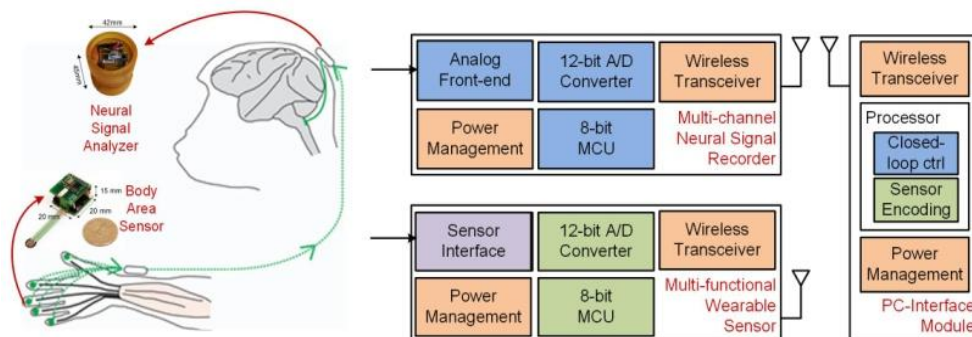 42mm
45mm
Neural
Signal
Analyzer
15 mm
20 mm
20 mm
Body
Area
Sensor
Analog
Front-end
12-bit A/D
Converter
Wireless
Transceiver
Power
Management
8-bit
MCU
Multi-channel
Neural Signal
Recorder
Sensor
Interface
12-bit A/D
Converter
Wireless
Transceiver
Power
Management
8-bit
MCU
Multi-functional
Wearable
Sensor
Wireless
Transceiver
Processor
Closed-
loop ctrl
Sensor
Encoding
Power
Management
PC-Interface
Module